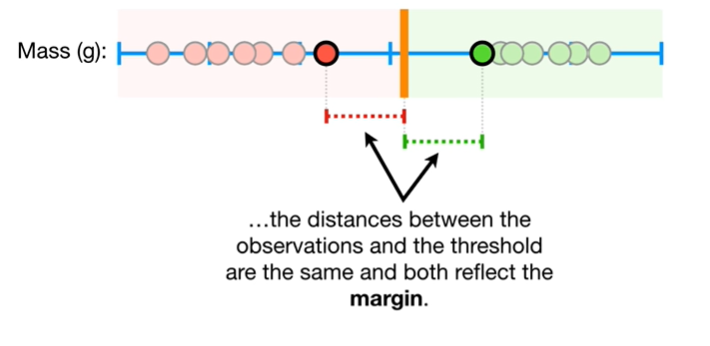 Mass (g):
...the distances between the
observations and the threshold
are the same and both reflect the
margin.